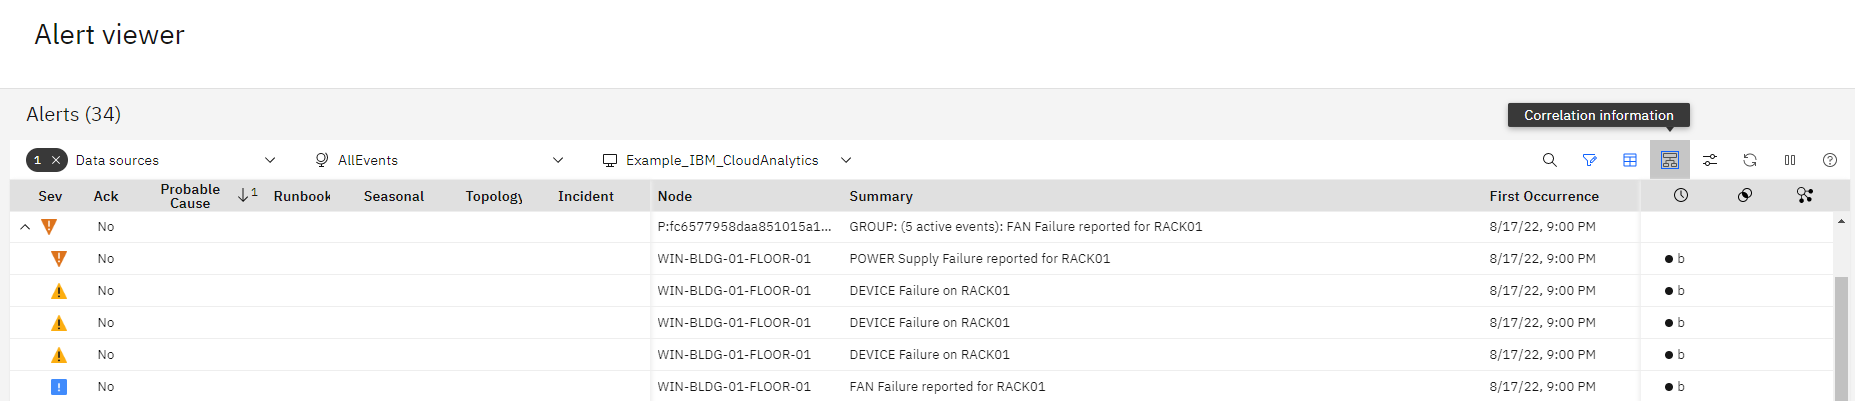 Alert viewer
Alerts (34)
Correlation information
1 Data sources AllEvents Example_IBM_CloudAnalytics
Sev Ack Probable Cause 1 Runbook Seasonal Topology Incident Node Summary First Occurrence
No P:fc6577958daa851015a1... GROUP: (5 active events): FAN Failure reported for RACK01 8/17/22, 9:00 PM
No WIN-BLDG-01-FLOOR-01 POWER Supply Failure reported for RACK01 8/17/22, 9:00 PM b
No WIN-BLDG-01-FLOOR-01 DEVICE Failure on RACK01 8/17/22, 9:00 PM b
No WIN-BLDG-01-FLOOR-01 DEVICE Failure on RACK01 8/17/22, 9:00 PM b
No WIN-BLDG-01-FLOOR-01 DEVICE Failure on RACK01 8/17/22, 9:00 PM b
No WIN-BLDG-01-FLOOR-01 FAN Failure reported for RACK01 8/17/22, 9:00 PM b